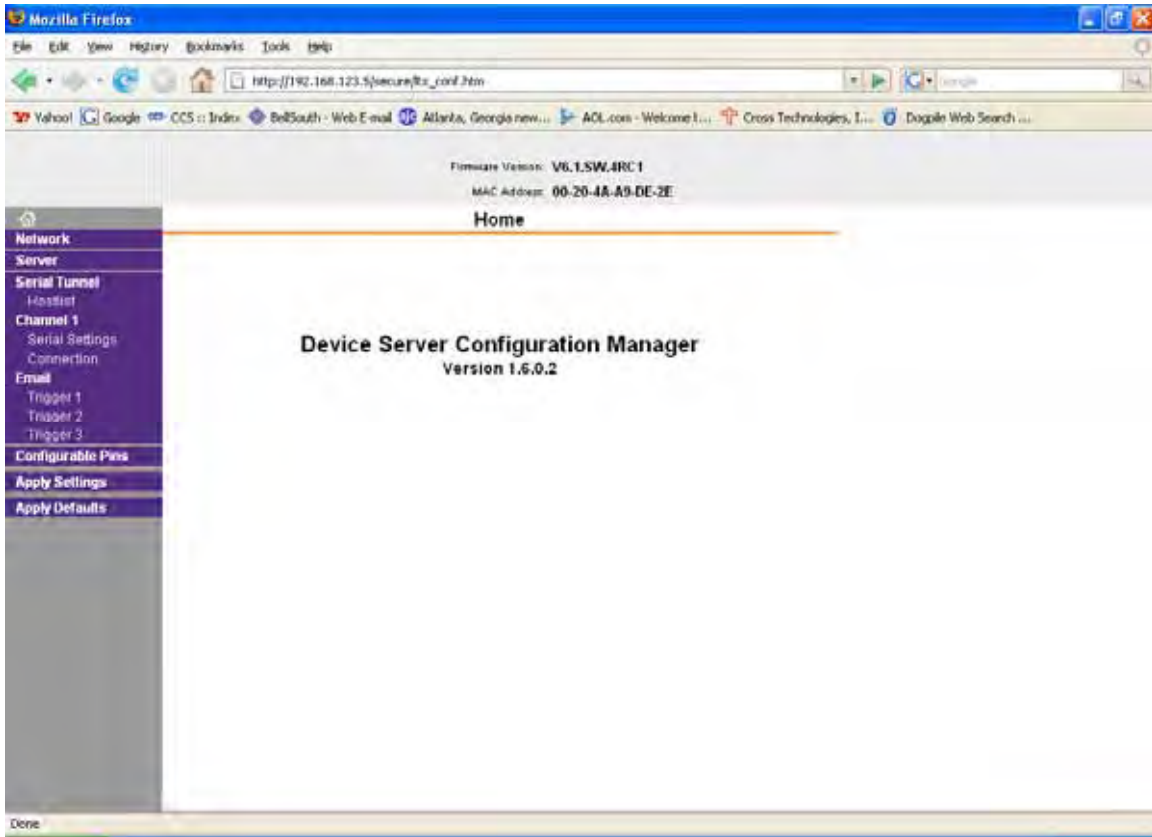 Mozilla Firefox
File Edit View History Bookmarks Tools Help
http://192.168.123.5/secure/ltx_conf.htm
Yahoo! Google CCS :: Index BellSouth - Web E-mail Atlanta, Georgia new... AOL.com - Welcome t... Cross Technologies, I... Dogpile Web Search ...
Firmware Version: V6.1.SW.4RC1
MAC Address: 00-20-4A-A9-DE-2E
Home
Network
Server
Serial Tunnel
Hostlist
Channel 1
Serial Settings
Connection
Email
Trigger 1
Trigger 2
Trigger 3
Configurable Pins
Apply Settings
Apply Defaults
Device Server Configuration Manager
Version 1.6.0.2
Done